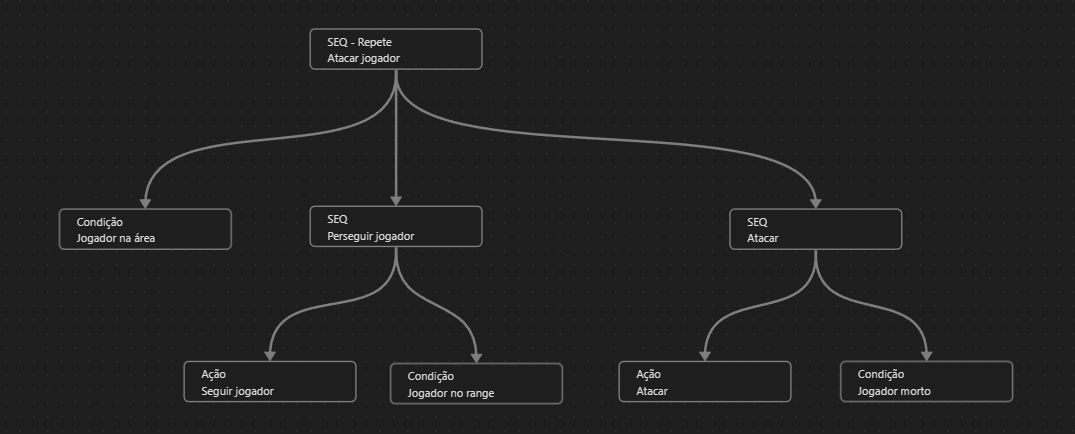 SEQ - Repete
Atacar jogador
Condição
Jogador na área
SEQ
Perseguir jogador
SEQ
Atacar
Ação
Seguir jogador
Condição
Jogador no range
Ação
Atacar
Condição
Jogador morto